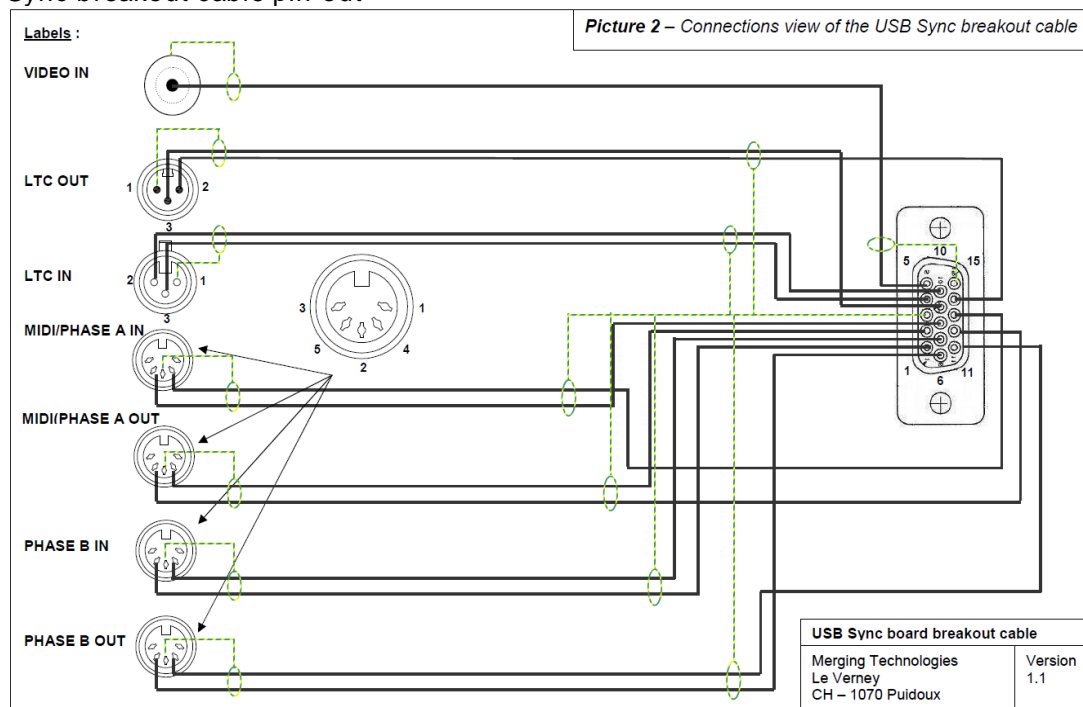 Sync breakout cable pin-out
Picture 2 – Connections view of the USB Sync breakout cable
Labels :
VIDEO IN
LTC OUT
1
2
3
LTC IN
2
1
3
MIDI/PHASE A IN
MIDI/PHASE A OUT
PHASE B IN
PHASE B OUT
3
1
5
4
2
5
10
15
1
6
11
USB Sync board breakout cable
Merging Technologies
Le Verney
CH – 1070 Puidoux
Version
1.1